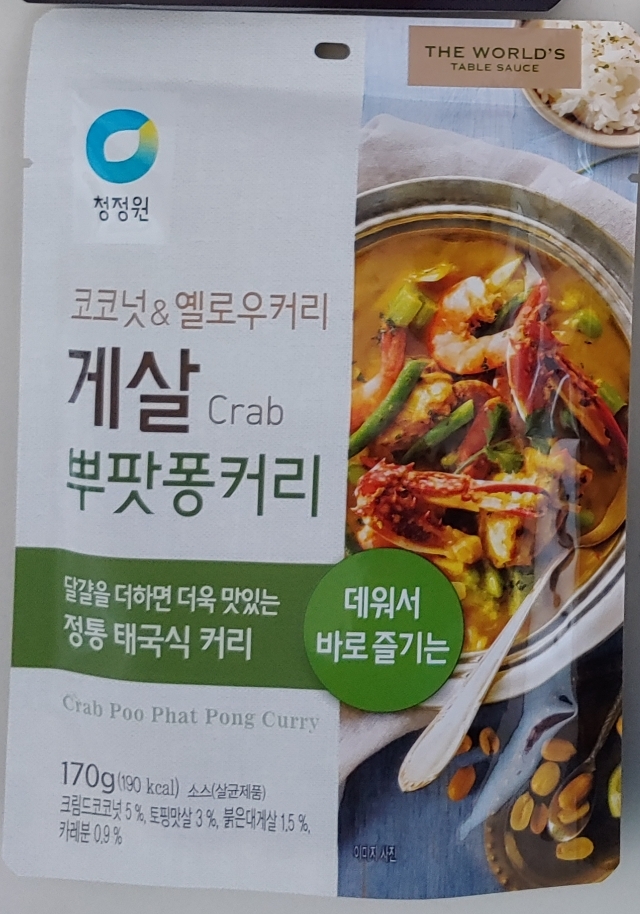 THE WORLD'S
TABLE SAUCE
청정원
코코넛&옐로우커리
게살 Crab
뿌팟퐁커리
달걀을 더하면 더욱 맛있는
정통 태국식 커리
데워서
바로 즐기는
Crab Poo Phat Pong Curry
170g(190 kcal) 소스(살균제품)
크림드코코넛 5 %, 토핑맛살 3 %, 붉은대게살 1.5 %,
카레분 0.9 %
이미지 사진